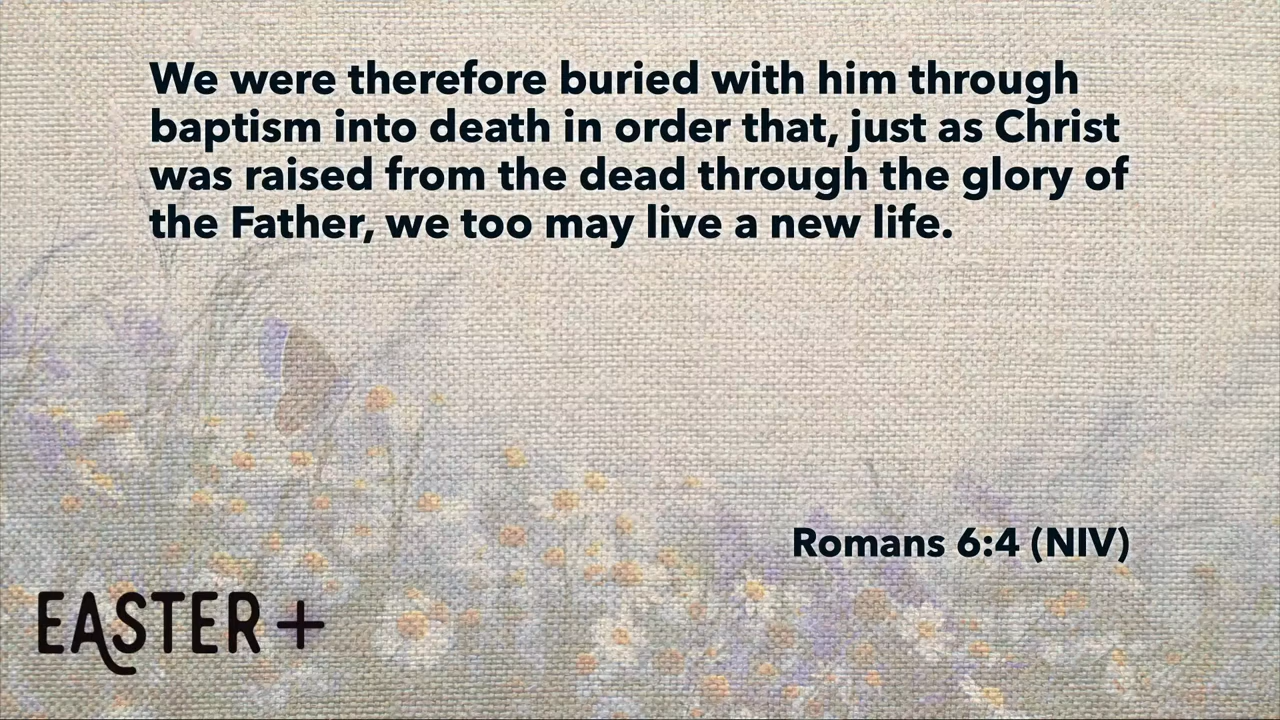 We were therefore buried with him through
baptism into death in order that, just as Christ
was raised from the dead through the glory of
the Father, we too may live a new life.
Romans 6:4 (NIV)
EASTER +